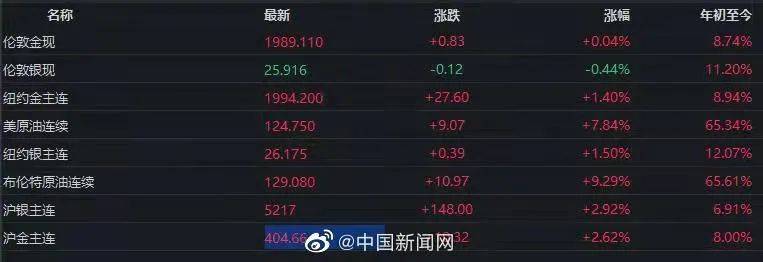 名称 最新 涨跌 涨幅 年初至今
伦敦金现 1989.110 +0.83 +0.04% 8.74%
伦敦银现 25.916 -0.12 -0.44% 11.20%
纽约金主连 1994.200 +27.60 +1.40% 8.94%
美原油连续 124.750 +9.07 +7.84% 65.34%
纽约银主连 26.175 +0.39 +1.50% 12.07%
布伦特原油连续 129.080 +10.97 +9.29% 65.61%
沪银主连 5217 +148.00 +2.92% 6.91%
沪金主连 404.66 +2.62% 8.00%
@中国新闻网